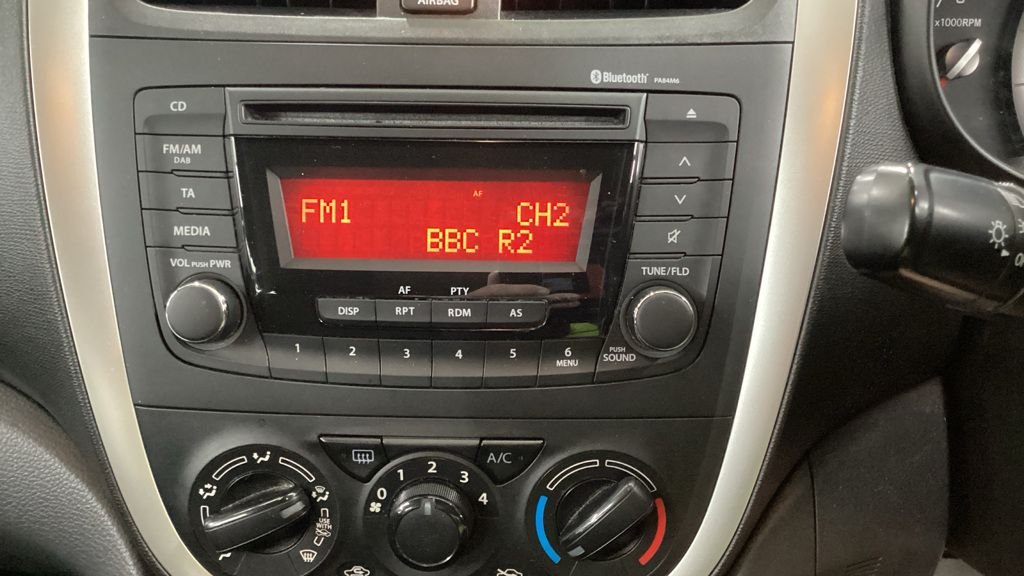 AIRBAG
x1000RPM
Bluetooth PA84M6
CD
FM/AM
DAB
TA
MEDIA
VOL PUSH PWR
AF
FM1 CH2
BBC R2
TUNE/FLD
AF PTY
DISP RPT RDM AS
1 2 3 4 5 6
MENU
PUSH
SOUND
A/C
0 1 2 3 4
USE
WITH